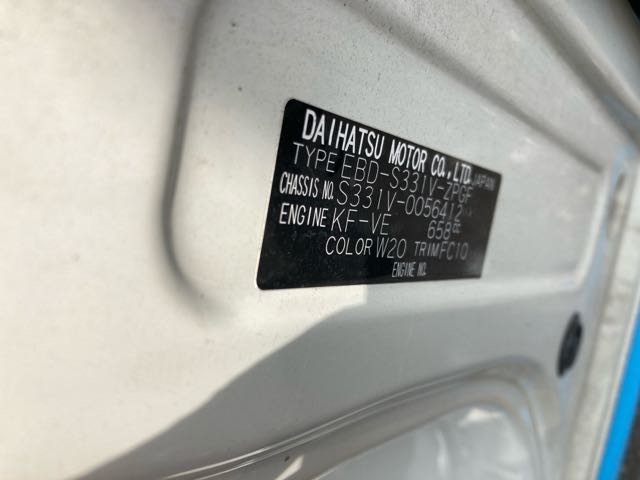 DAIHATSU MOTOR CO., LTD. JAPAN
TYPE EBD-S331V-ZPGF
CHASSIS NO. S331V-0056412
ENGINE KF-VE 658cc
COLOR W20 TRIM FC10
ENGINE NO.